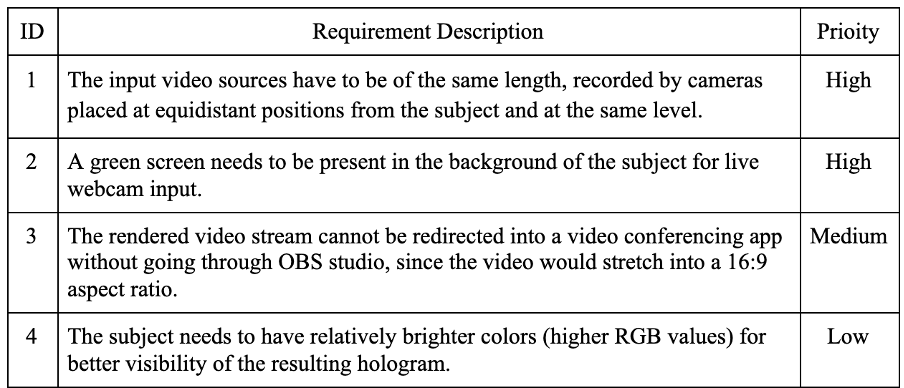 ID Requirement Description Prioity
1 The input video sources have to be of the same length, recorded by cameras High
placed at equidistant positions from the subject and at the same level.
2 A green screen needs to be present in the background of the subject for live High
webcam input.
3 The rendered video stream cannot be redirected into a video conferencing app Medium
without going through OBS studio, since the video would stretch into a 16:9
aspect ratio.
4 The subject needs to have relatively brighter colors (higher RGB values) for Low
better visibility of the resulting hologram.